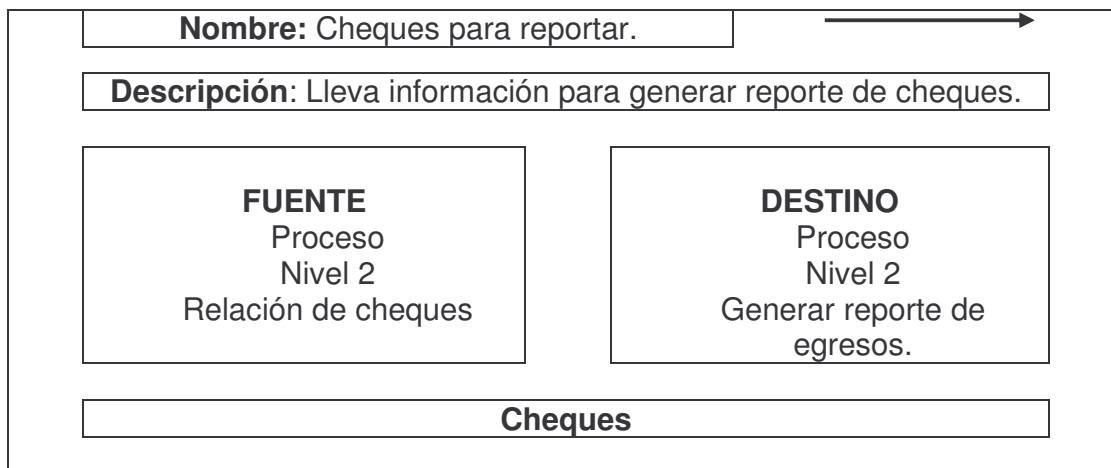 Nombre: Cheques para reportar.
Descripción: Lleva información para generar reporte de cheques.
FUENTE
Proceso
Nivel 2
Relación de cheques
DESTINO
Proceso
Nivel 2
Generar reporte de
egresos.
Cheques